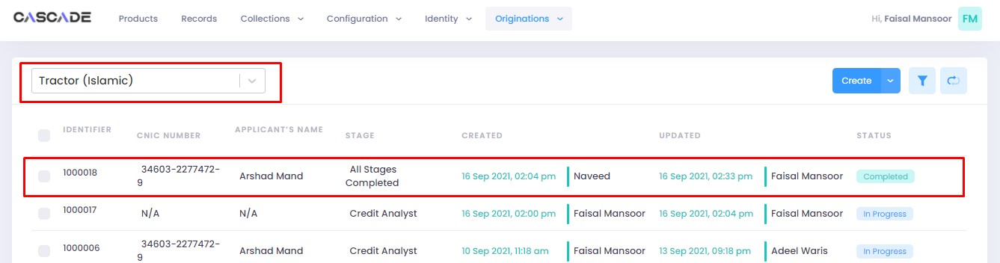 CASCADE Products Records Collections Configuration Identity Originations Hi, Faisal Mansoor FM
Tractor (Islamic) Create
IDENTIFIER CNIC NUMBER APPLICANT'S NAME STAGE CREATED UPDATED STATUS
1000018 34603-2277472- Arshad Mand All Stages 16 Sep 2021, 02:04 pm Naveed 16 Sep 2021, 02:33 pm Faisal Mansoor Completed
9 Completed
1000017 N/A N/A Credit Analyst 16 Sep 2021, 02:00 pm Faisal Mansoor 16 Sep 2021, 02:04 pm Faisal Mansoor In Progress
1000006 34603-2277472- Arshad Mand Credit Analyst 10 Sep 2021, 11:18 am Faisal Mansoor 13 Sep 2021, 09:18 pm Adeel Waris In Progress
9